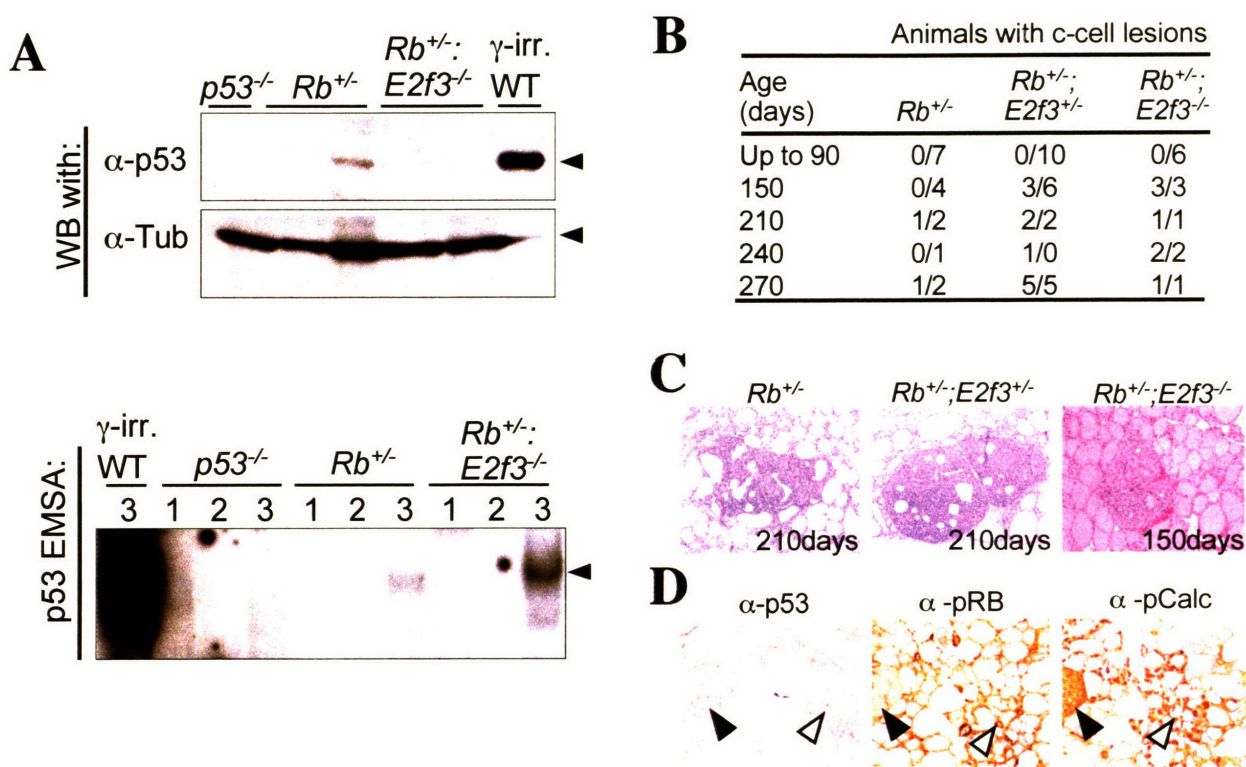 A
p53-/- Rb+/- Rb+/-: E2f3-/- γ-irr. WT
WB with:
α-p53
α-Tub
γ-irr. WT p53-/- Rb+/- Rb+/-: E2f3-/-
3 1 2 3 1 2 3 1 2 3
p53 EMSA:
B
Animals with c-cell lesions
Age (days) Rb+/- Rb+/-; E2f3+/- Rb+/-; E2f3-/-
Up to 90 0/7 0/10 0/6
150 0/4 3/6 3/3
210 1/2 2/2 1/1
240 0/1 1/0 2/2
270 1/2 5/5 1/1
C
Rb+/- Rb+/-;E2f3+/- Rb+/-;E2f3-/-
210days 210days 150days
D
α-p53 α-pRB α-pCalc